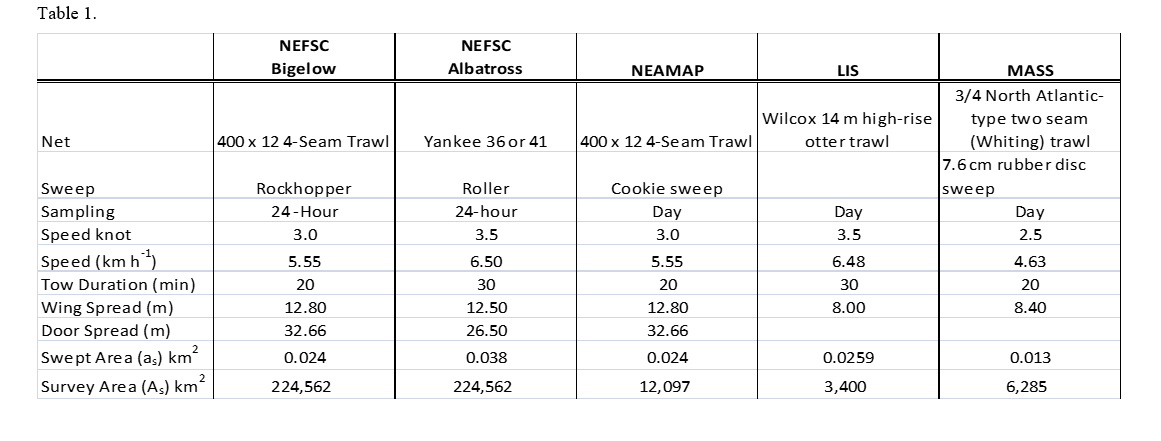 Table 1.
NEFSC Bigelow NEFSC Albatross NEAMAP LIS MASS
Net 400 x 12 4-Seam Trawl Yankee 36 or 41 400 x 12 4-Seam Trawl Wilcox 14 m high-rise otter trawl 3/4 North Atlantic-type two seam (Whiting) trawl
Sweep Rockhopper Roller Cookie sweep 7.6 cm rubber disc sweep
Sampling 24-Hour 24-hour Day Day Day
Speed knot 3.0 3.5 3.0 3.5 2.5
Speed (km h⁻¹) 5.55 6.50 5.55 6.48 4.63
Tow Duration (min) 20 30 20 30 20
Wing Spread (m) 12.80 12.50 12.80 8.00 8.40
Door Spread (m) 32.66 26.50 32.66
Swept Area (aₛ) km² 0.024 0.038 0.024 0.0259 0.013
Survey Area (Aₛ) km² 224,562 224,562 12,097 3,400 6,285